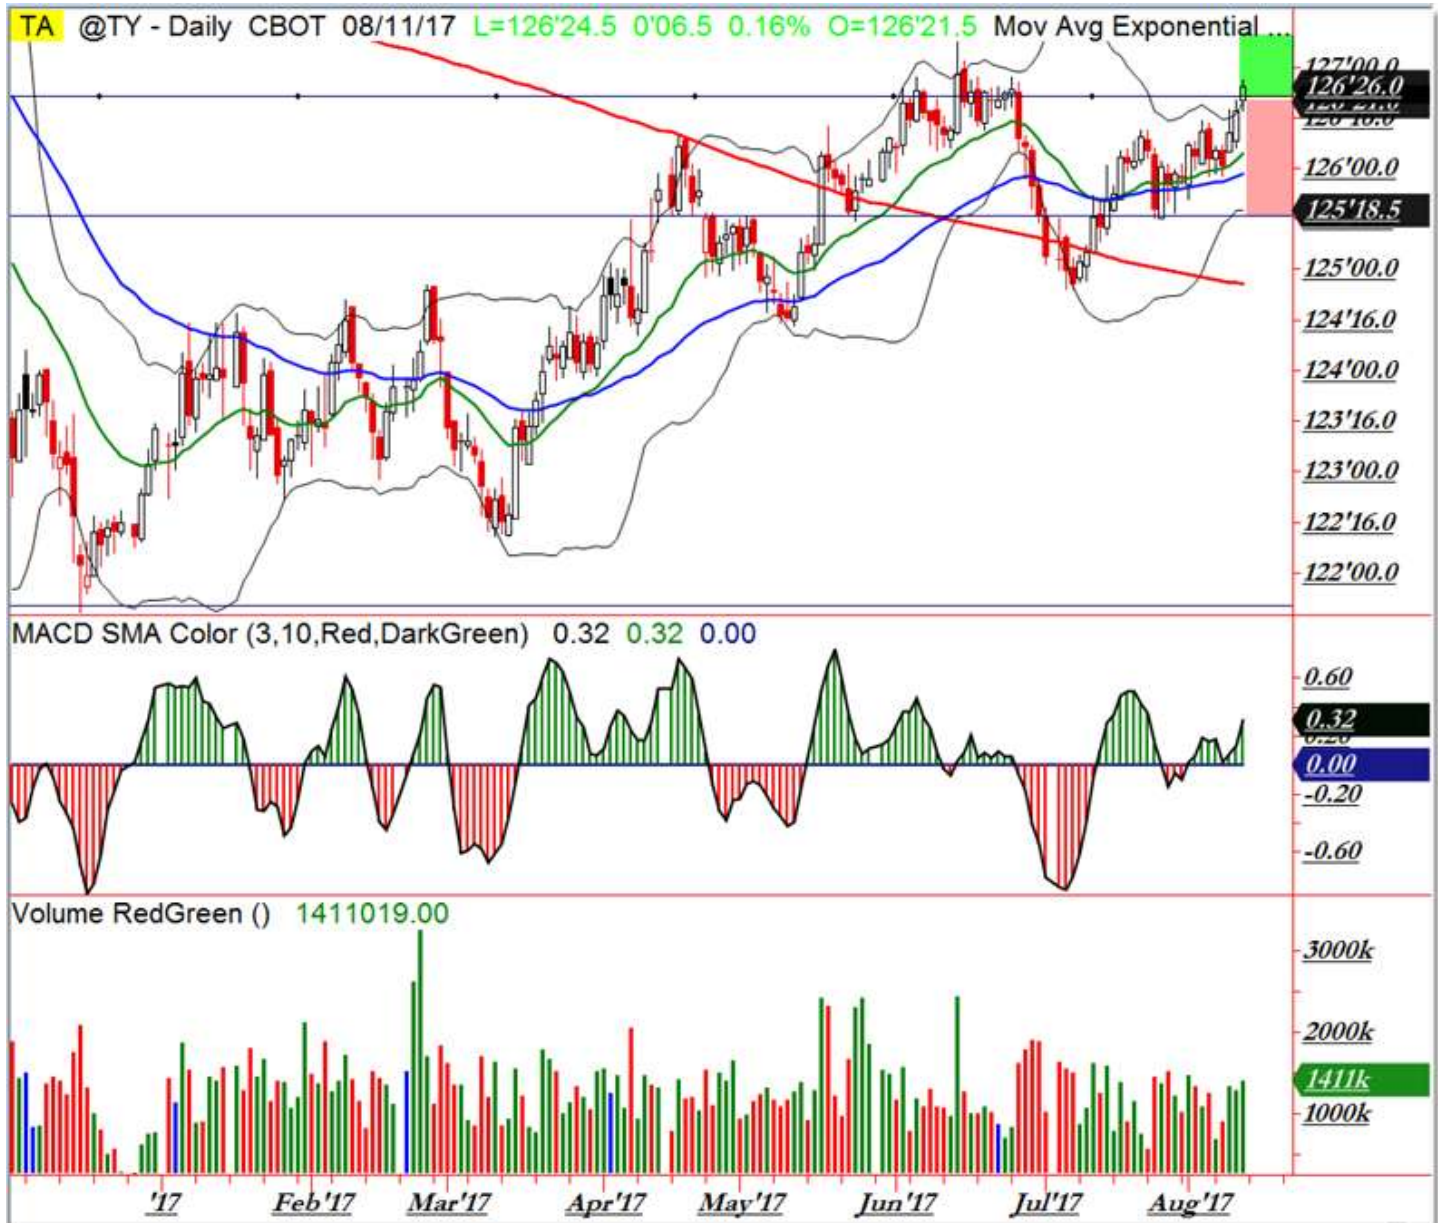 TA @TY - Daily CBOT 08/11/17 L=126'24.5 0'06.5 0.16% O=126'21.5 Mov Avg Exponential ...
127'00.0
126'26.0
126'16.0
126'00.0
125'18.5
125'00.0
124'16.0
124'00.0
123'16.0
123'00.0
122'16.0
122'00.0
MACD SMA Color (3,10,Red,DarkGreen) 0.32 0.32 0.00
0.60
0.32
0.00
-0.20
-0.60
Volume RedGreen () 1411019.00
3000k
2000k
1411k
1000k
'17 Feb'17 Mar'17 Apr'17 May'17 Jun'17 Jul'17 Aug'17